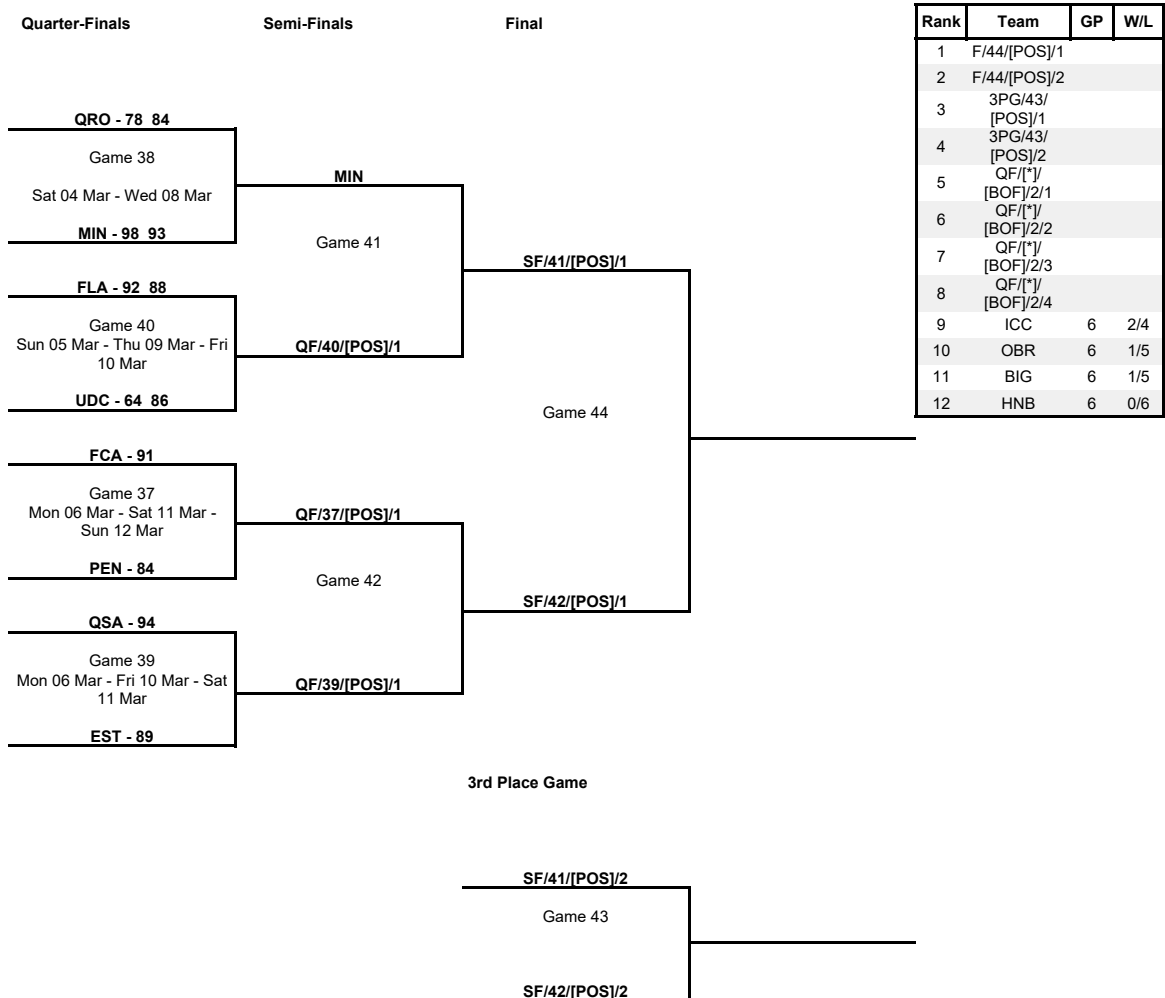 Quarter-Finals
Semi-Finals
Final
QRO - 78 84
Game 38
Sat 04 Mar - Wed 08 Mar
MIN - 98 93
FLA - 92 88
Game 40
Sun 05 Mar - Thu 09 Mar - Fri
10 Mar
UDC - 64 86
FCA - 91
Game 37
Mon 06 Mar - Sat 11 Mar -
Sun 12 Mar
PEN - 84
QSA - 94
Game 39
Mon 06 Mar - Fri 10 Mar - Sat
11 Mar
EST - 89
MIN
Game 41
QF/40/[POS]/1
QF/37/[POS]/1
Game 42
QF/39/[POS]/1
SF/41/[POS]/1
Game 44
SF/42/[POS]/1
3rd Place Game
SF/41/[POS]/2
Game 43
SF/42/[POS]/2
Rank Team GP W/L
1 F/44/[POS]/1
2 F/44/[POS]/2
3 3PG/43/
[POS]/1
4 3PG/43/
[POS]/2
5 QF/[*]/
[BOF]/2/1
6 QF/[*]/
[BOF]/2/2
7 QF/[*]/
[BOF]/2/3
8 QF/[*]/
[BOF]/2/4
9 ICC 6 2/4
10 OBR 6 1/5
11 BIG 6 1/5
12 HNB 6 0/6